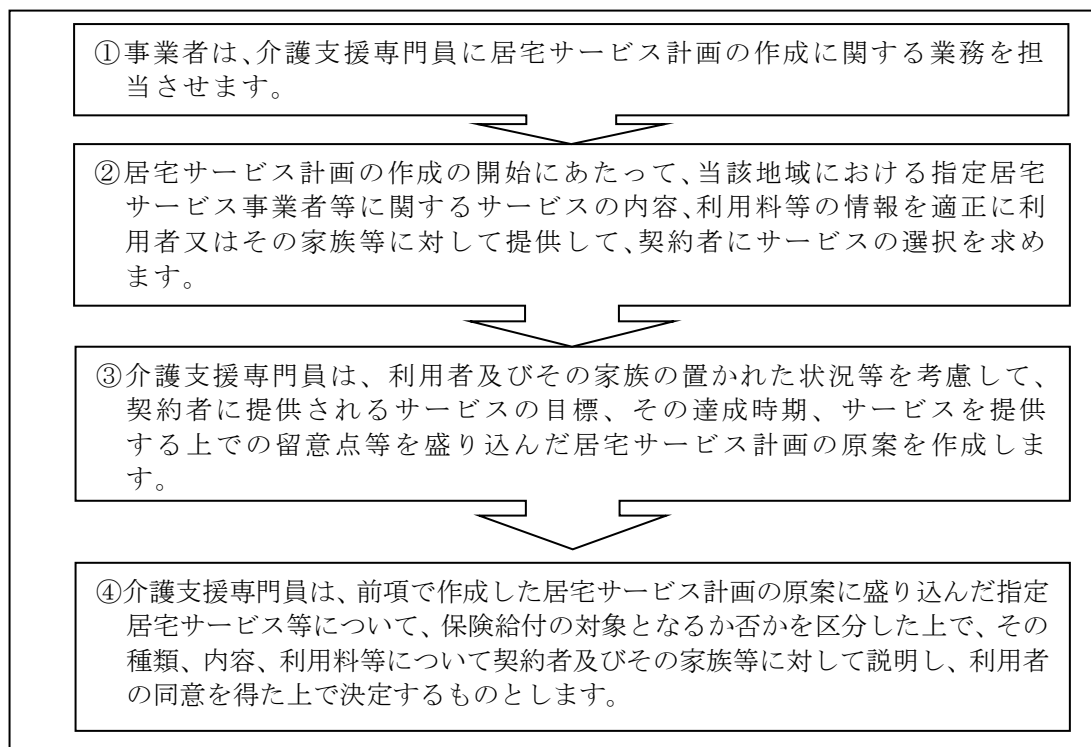 ①事業者は、介護支援専門員に居宅サービス計画の作成に関する業務を担
当させます。
②居宅サービス計画の作成の開始にあたって、当該地域における指定居宅
サービス事業者等に関するサービスの内容、利用料等の情報を適正に利
用者又はその家族等に対して提供して、契約者にサービスの選択を求め
ます。
③介護支援専門員は、利用者及びその家族の置かれた状況等を考慮して、
契約者に提供されるサービスの目標、その達成時期、サービスを提供
する上での留意点等を盛り込んだ居宅サービス計画の原案を作成しま
す。
④介護支援専門員は、前項で作成した居宅サービス計画の原案に盛り込んだ指定
居宅サービス等について、保険給付の対象となるか否かを区分した上で、その
種類、内容、利用料等について契約者及びその家族等に対して説明し、利用者
の同意を得た上で決定するものとします。